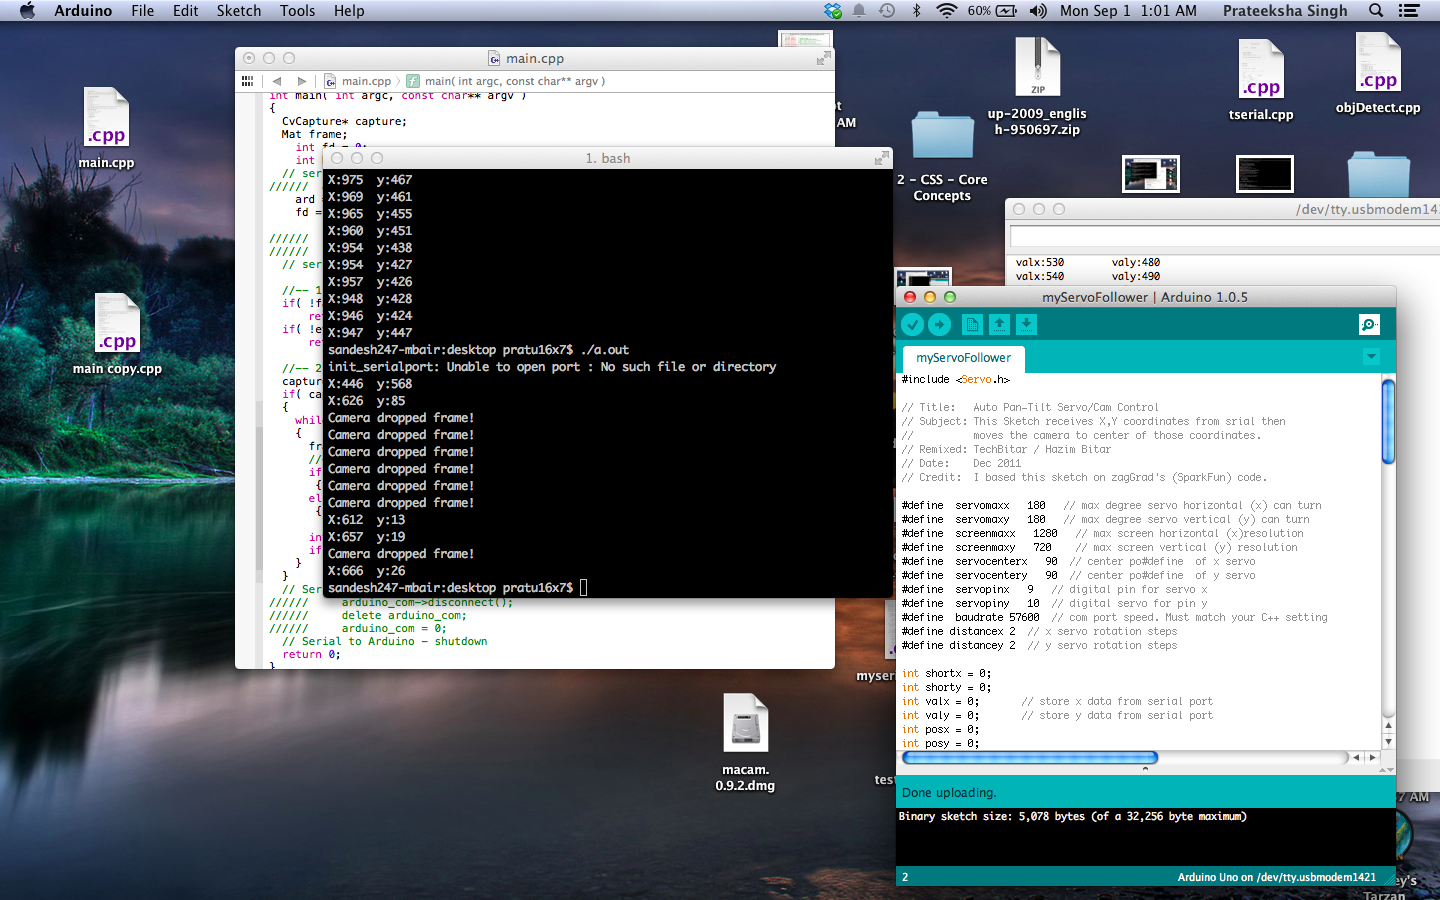 Arduino File Edit Sketch Tools Help
60% Mon Sep 1 1:01 AM Prateeksha Singh
main.cpp
main.cpp main( int argc, const char** argv )
int main( int argc, const char** argv )
{
CvCapture* capture;
Mat frame;
int fd = 0;
int
// ser
//////
ard
fd =
//////
//////
// ser
//-- 1
if( !f
re
if( !e
re
//-- 2
captur
if( ca
{
while
{
fr
//
if
{
el
{
in
if
}
}
// Ser
////// arduino_com->disconnect();
////// delete arduino_com;
////// arduino_com = 0;
// Serial to Arduino - shutdown
return 0;
}
1. bash
X:975 y:467
X:969 y:461
X:965 y:455
X:960 y:451
X:954 y:438
X:954 y:427
X:957 y:426
X:948 y:428
X:946 y:424
X:947 y:447
sandesh247-mbair:desktop pratu16x7$ ./a.out
init_serialport: Unable to open port : No such file or directory
X:446 y:568
X:626 y:85
Camera dropped frame!
Camera dropped frame!
Camera dropped frame!
Camera dropped frame!
Camera dropped frame!
Camera dropped frame!
X:612 y:13
X:657 y:19
Camera dropped frame!
X:666 y:26
sandesh247-mbair:desktop pratu16x7$
.cpp
main.cpp
.cpp
main copy.cpp
AM
ZIP
up-2009_englis
h-950697.zip
.cpp
tserial.cpp
.cpp
objDetect.cpp
2 - CSS - Core
Concepts
/dev/tty.usbmodem14
valx:530 valy:480
valx:540 valy:490
myServoFollower | Arduino 1.0.5
myServoFollower
#include <Servo.h>
// Title: Auto Pan-Tilt Servo/Cam Control
// Subject: This Sketch receives X,Y coordinates from srial then
// moves the camera to center of those coordinates.
// Remixed: TechBitar / Hazim Bitar
// Date: Dec 2011
// Credit: I based this sketch on zagGrad's (SparkFun) code.
#define servomaxx 180 // max degree servo horizontal (x) can turn
#define servomaxy 180 // max degree servo vertical (y) can turn
#define screenmaxx 1280 // max screen horizontal (x)resolution
#define screenmaxy 720 // max screen vertical (y) resolution
#define servocenterx 90 // center po#define of x servo
#define servocentery 90 // center po#define of y servo
#define servopinx 9 // digital pin for servo x
#define servopiny 10 // digital servo for pin y
#define baudrate 57600 // com port speed. Must match your C++ setting
#define distancex 2 // x servo rotation steps
#define distancey 2 // y servo rotation steps
int shortx = 0;
int shorty = 0;
int valx = 0; // store x data from serial port
int valy = 0; // store y data from serial port
int posx = 0;
int posy = 0;
Done uploading.
Binary sketch size: 5,078 bytes (of a 32,256 byte maximum)
2 Arduino Uno on /dev/tty.usbmodem1421
myser
macam.
0.9.2.dmg
test
7 AM
ey's
Tarzan